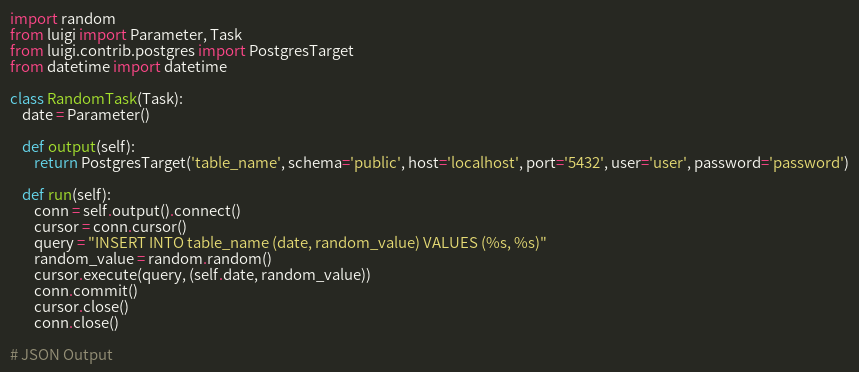 import random
from luigi import Parameter, Task
from luigi.contrib.postgres import PostgresTarget
from datetime import datetime

class RandomTask(Task):
    date = Parameter()

    def output(self):
        return PostgresTarget('table_name', schema='public', host='localhost', port='5432', user='user', password='password')

    def run(self):
        conn = self.output().connect()
        cursor = conn.cursor()
        query = "INSERT INTO table_name (date, random_value) VALUES (%s, %s)"
        random_value = random.random()
        cursor.execute(query, (self.date, random_value))
        conn.commit()
        cursor.close()
        conn.close()

# JSON Output